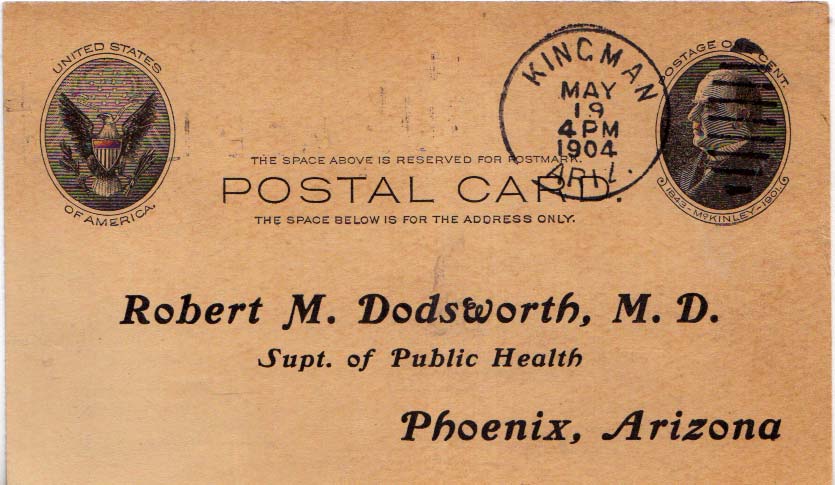 UNITED STATES
OF AMERICA.
KINGMAN
MAY
19
4 PM
1904
ARIZ.
POSTAGE ONE CENT.
1843 - McKINLEY - 1901
THE SPACE ABOVE IS RESERVED FOR POSTMARK.
POSTAL CARD.
THE SPACE BELOW IS FOR THE ADDRESS ONLY.
Robert M. Dodsworth, M. D.
Supt. of Public Health
Phoenix, Arizona